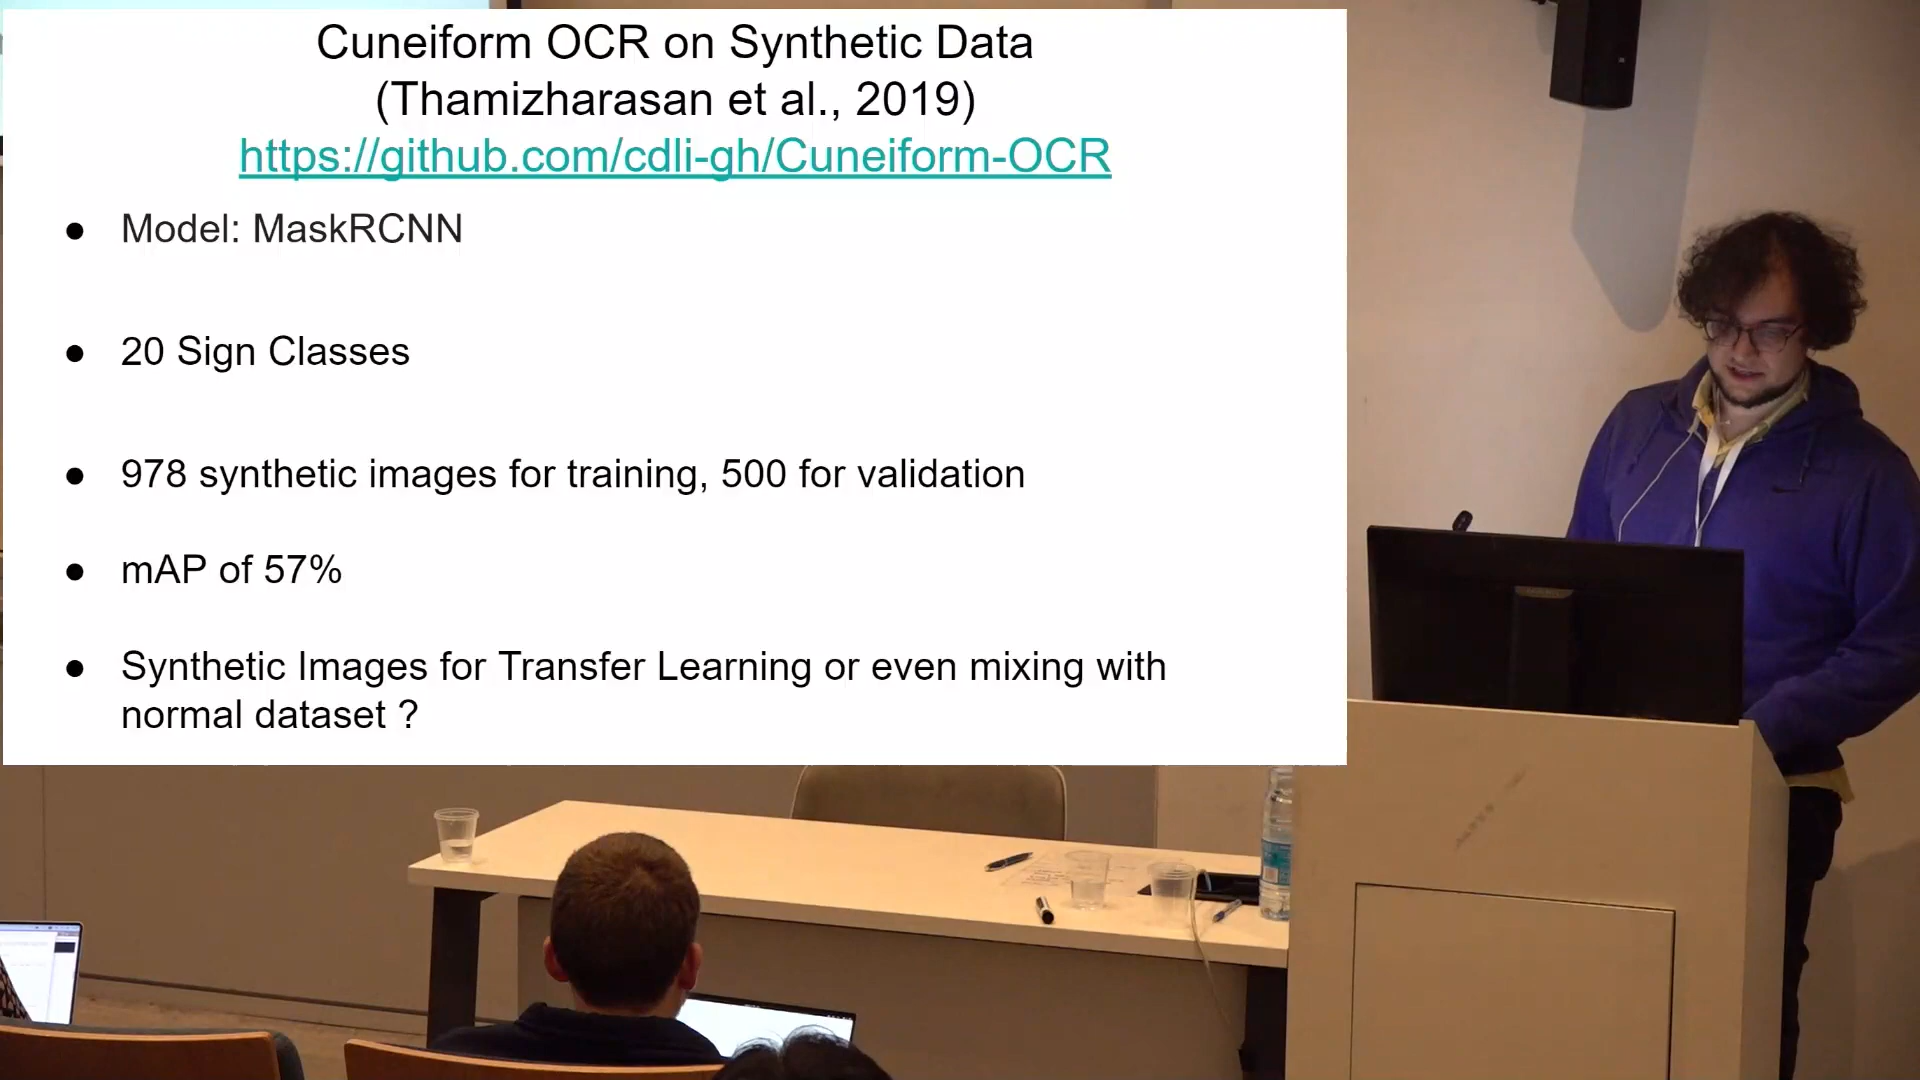 Cuneiform OCR on Synthetic Data
(Thamizharasan et al., 2019)
https://github.com/cdli-gh/Cuneiform-OCR
● Model: MaskRCNN
● 20 Sign Classes
● 978 synthetic images for training, 500 for validation
● mAP of 57%
● Synthetic Images for Transfer Learning or even mixing with
normal dataset ?